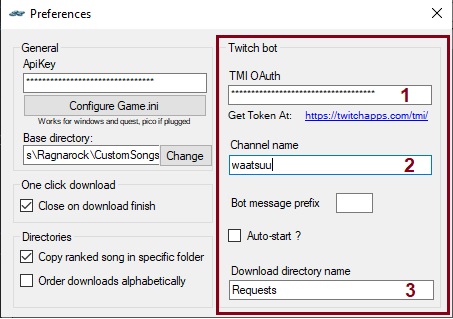 Preferences
General
ApiKey
********************************
Configure Game.ini
Works for windows and quest, pico if plugged
Base directory:
s\Ragnarock\CustomSongs
Change
One click download
Close on download finish
Directories
Copy ranked song in specific folder
Order downloads alphabetically
Twitch bot
TMI OAuth
************************************ 1
Get Token At: https://twitchapps.com/tmi/
Channel name
waatsuu 2
Bot message prefix
Auto-start ?
Download directory name
Requests 3